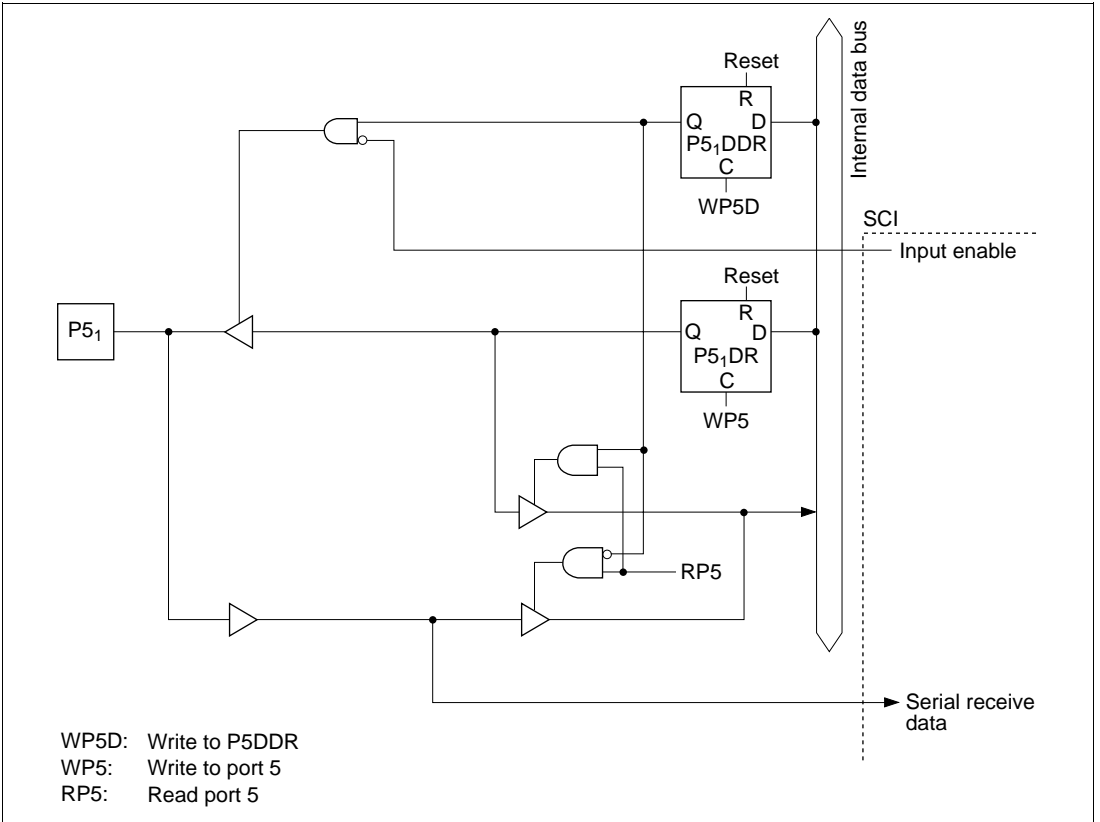 Reset
R
Q D
P5₁DDR
C
WP5D
Internal data bus
SCI
Input enable
Reset
R
Q D
P5₁DR
C
WP5
P5₁
RP5
Serial receive
data
WP5D: Write to P5DDR
WP5: Write to port 5
RP5: Read port 5